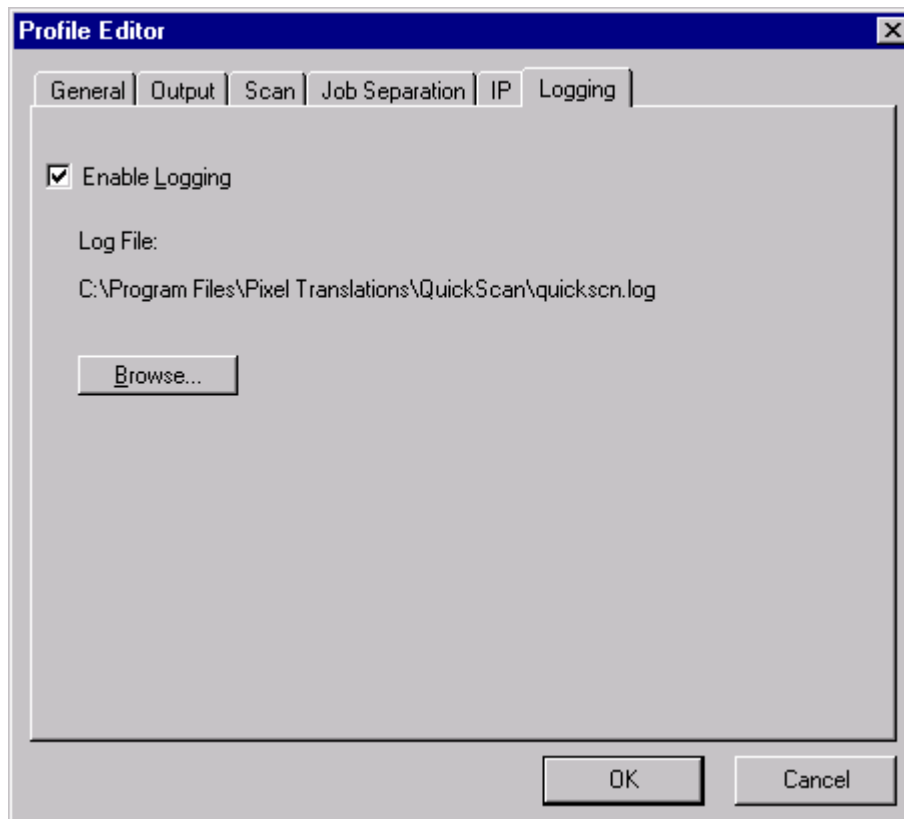 Profile Editor
General Output Scan Job Separation IP Logging
Enable Logging
Log File:
C:\Program Files\Pixel Translations\QuickScan\quickscn.log
Browse...
OK Cancel